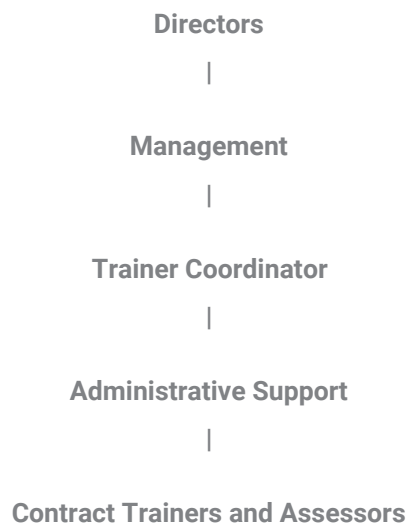 Directors
|
Management
|
Trainer Coordinator
|
Administrative Support
|
Contract Trainers and Assessors